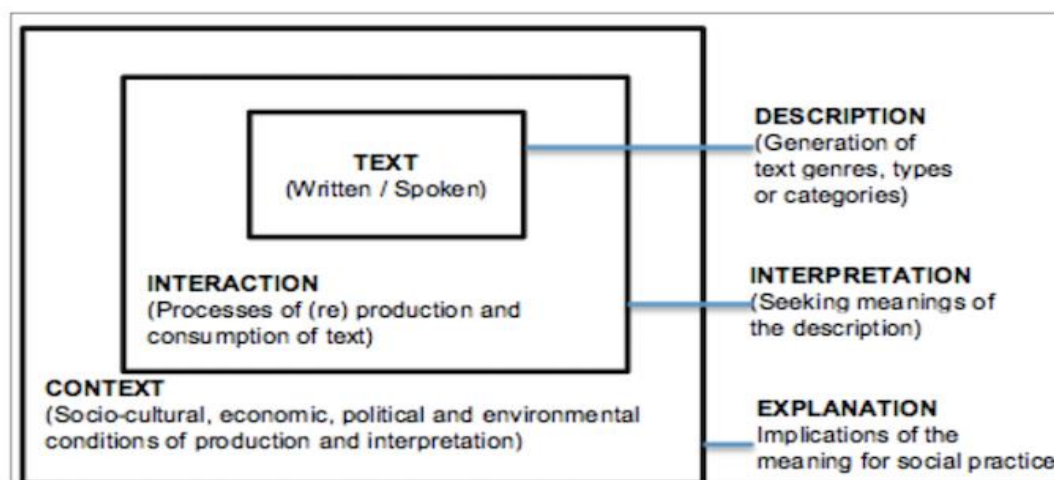 TEXT
(Written / Spoken)
INTERACTION
(Processes of (re) production and
consumption of text)
CONTEXT
(Socio-cultural, economic, political and environmental
conditions of production and interpretation)
DESCRIPTION
(Generation of
text genres, types
or categories)
INTERPRETATION
(Seeking meanings of
the description)
EXPLANATION
Implications of the
meaning for social practice